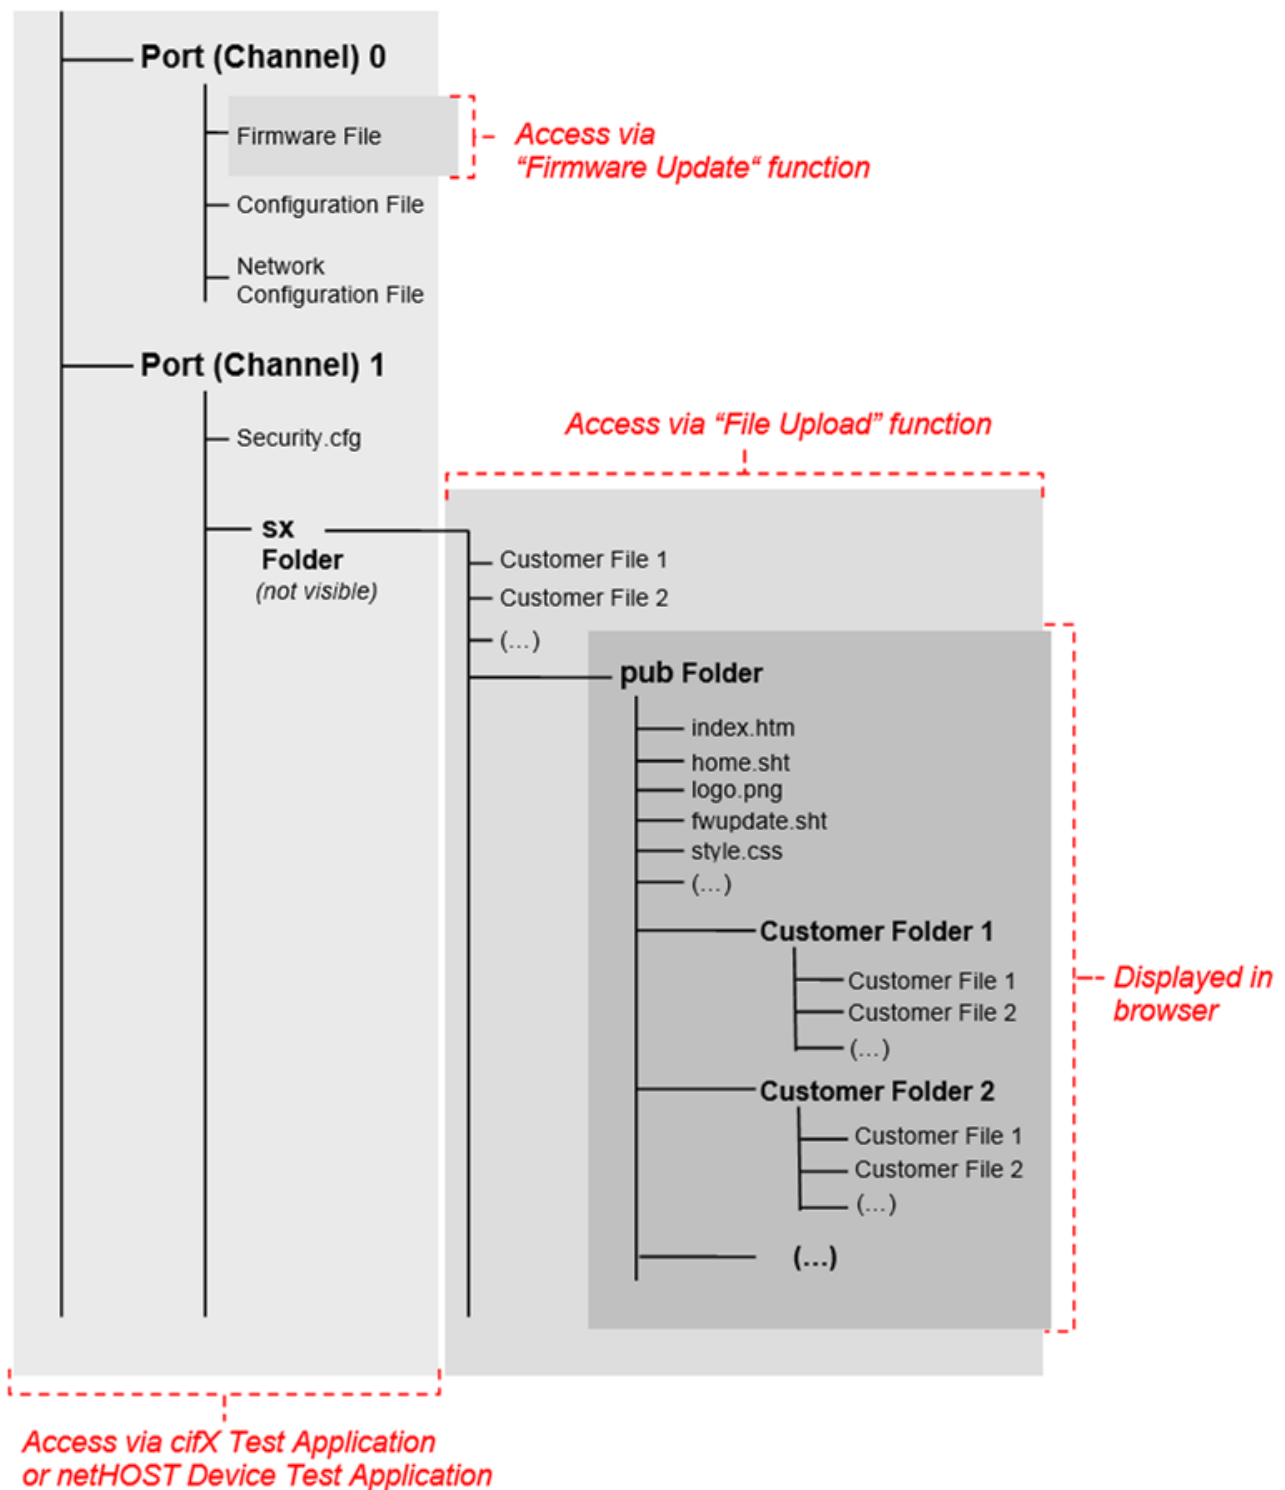 Port (Channel) 0
Firmware File
Access via
“Firmware Update“ function
Configuration File
Network
Configuration File
Port (Channel) 1
Access via “File Upload” function
Security.cfg
sx
Folder
(not visible)
Customer File 1
Customer File 2
(...)
pub Folder
index.htm
home.sht
logo.png
fwupdate.sht
style.css
(...)
Customer Folder 1
Customer File 1
Customer File 2
(...)
Displayed in
browser
Customer Folder 2
Customer File 1
Customer File 2
(...)
(...)
Access via cifX Test Application
or netHOST Device Test Application